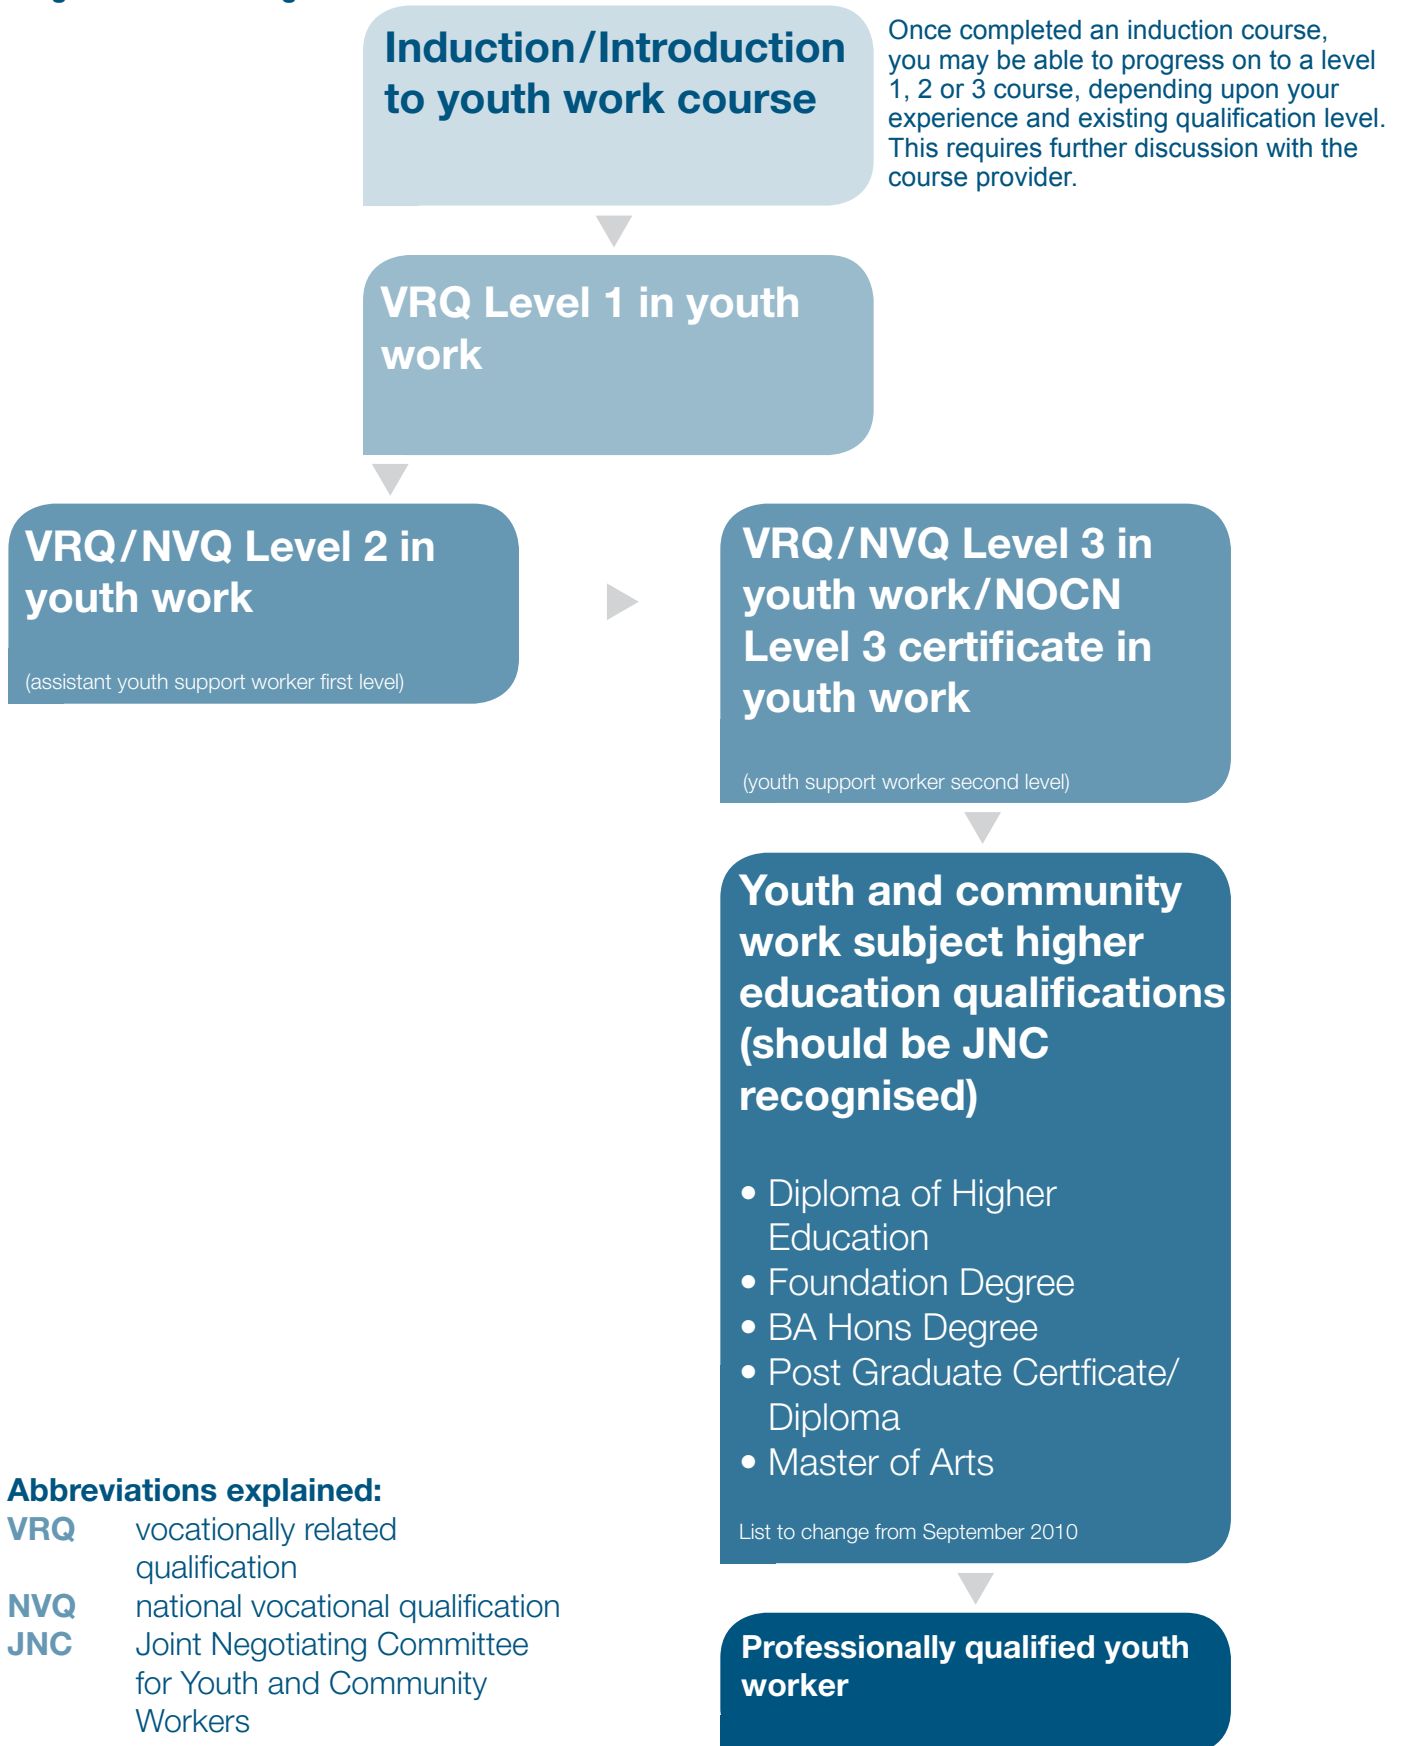 Induction/Introduction
to youth work course
Once completed an induction course,
you may be able to progress on to a level
1, 2 or 3 course, depending upon your
experience and existing qualification level.
This requires further discussion with the
course provider.
VRQ Level 1 in youth
work
VRQ/NVQ Level 2 in
youth work
(assistant youth support worker first level)
VRQ/NVQ Level 3 in
youth work/NOCN
Level 3 certificate in
youth work
(youth support worker second level)
Youth and community
work subject higher
education qualifications
(should be JNC
recognised)
• Diploma of Higher
Education
• Foundation Degree
• BA Hons Degree
• Post Graduate Certficate/
Diploma
• Master of Arts
List to change from September 2010
Abbreviations explained:
VRQ vocationally related
qualification
NVQ national vocational qualification
JNC Joint Negotiating Committee
for Youth and Community
Workers
Professionally qualified youth
worker